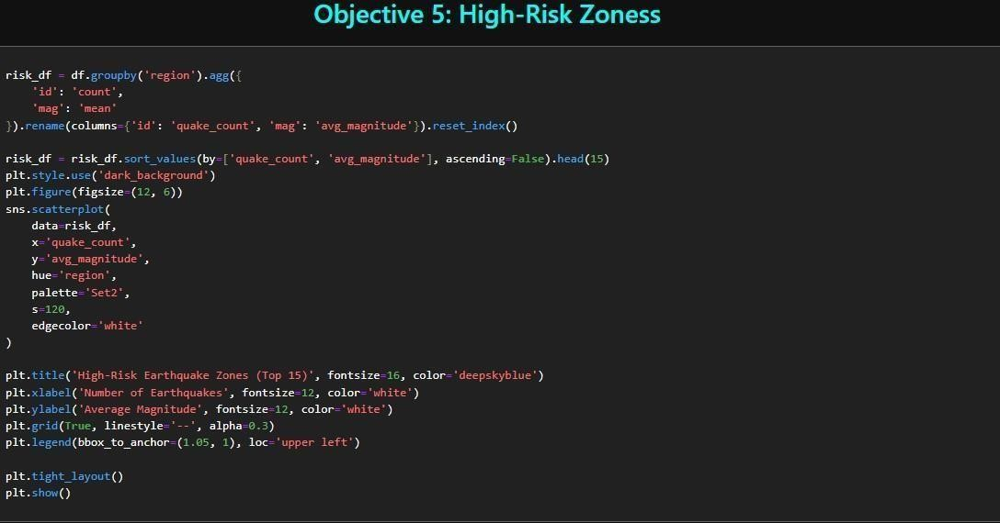 Objective 5: High-Risk Zoness
risk_df = df.groupby('region').agg({
    'id': 'count',
    'mag': 'mean'
}).rename(columns={'id': 'quake_count', 'mag': 'avg_magnitude'}).reset_index()
risk_df = risk_df.sort_values(by=['quake_count', 'avg_magnitude'], ascending=False).head(15)
plt.style.use('dark_background')
plt.figure(figsize=(12, 6))
sns.scatterplot(
    data=risk_df,
    x='quake_count',
    y='avg_magnitude',
    hue='region',
    palette='Set2',
    s=120,
    edgecolor='white'
)
plt.title('High-Risk Earthquake Zones (Top 15)', fontsize=16, color='deepskyblue')
plt.xlabel('Number of Earthquakes', fontsize=12, color='white')
plt.ylabel('Average Magnitude', fontsize=12, color='white')
plt.grid(True, linestyle='--', alpha=0.3)
plt.legend(bbox_to_anchor=(1.05, 1), loc='upper left')
plt.tight_layout()
plt.show()